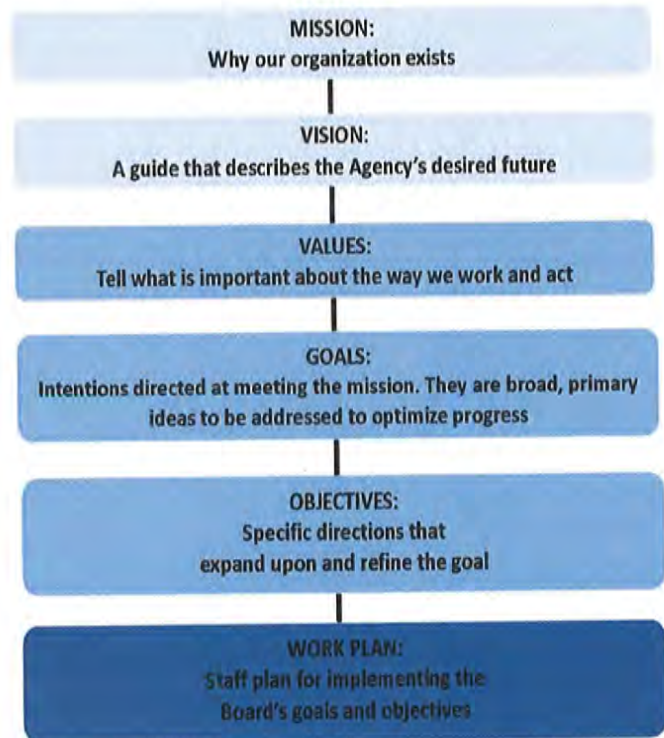 MISSION:
Why our organization exists
VISION:
A guide that describes the Agency's desired future
VALUES:
Tell what is important about the way we work and act
GOALS:
Intentions directed at meeting the mission. They are broad, primary
ideas to be addressed to optimize progress
OBJECTIVES:
Specific directions that
expand upon and refine the goal
WORK PLAN:
Staff plan for implementing the
Board's goals and objectives